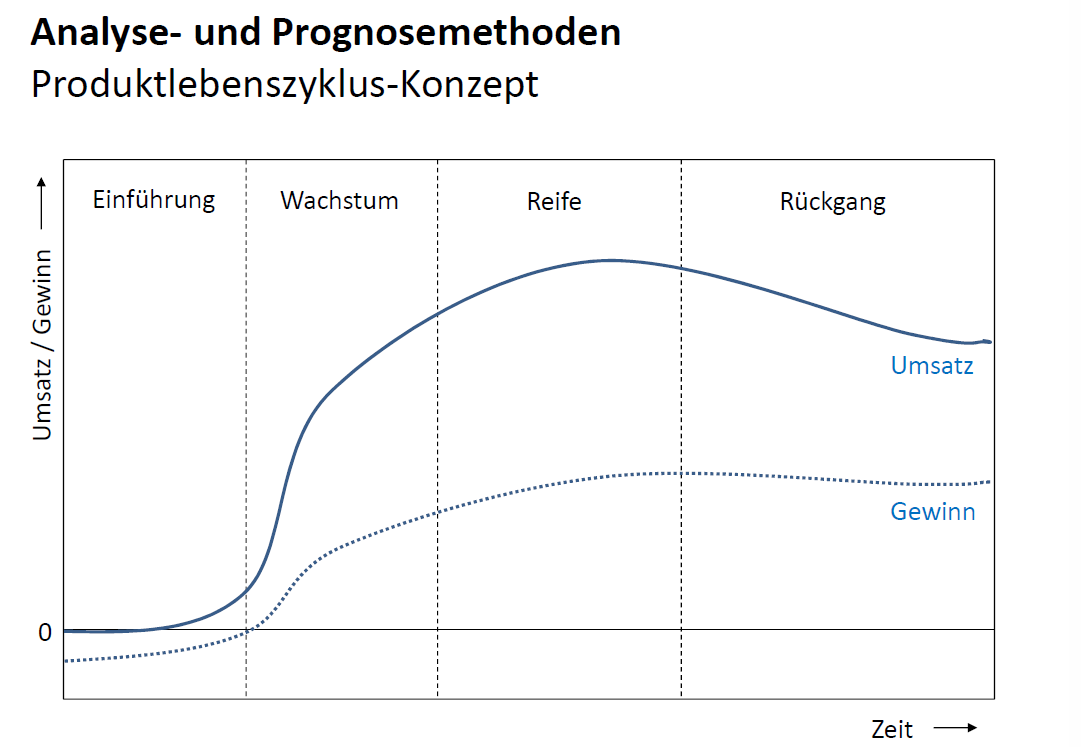 Analyse- und Prognosemethoden
Produktlebenszyklus-Konzept
Einführung
Wachstum
Reife
Rückgang
Umsatz / Gewinn
Umsatz
Gewinn
0
Zeit